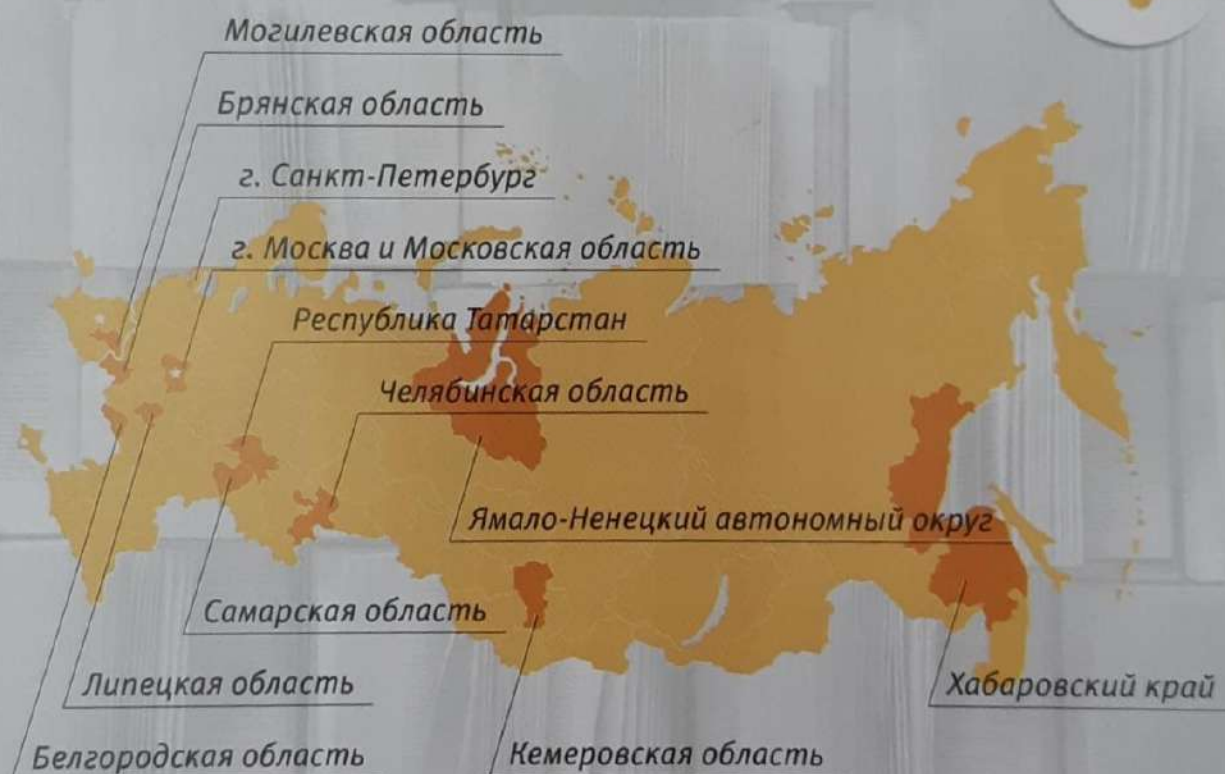 Могилевская область
Брянская область
г. Санкт-Петербург
г. Москва и Московская область
Республика Татарстан
Челябинская область
Ямало-Ненецкий автономный округ
Самарская область
Липецкая область
Хабаровский край
Белгородская область
Кемеровская область